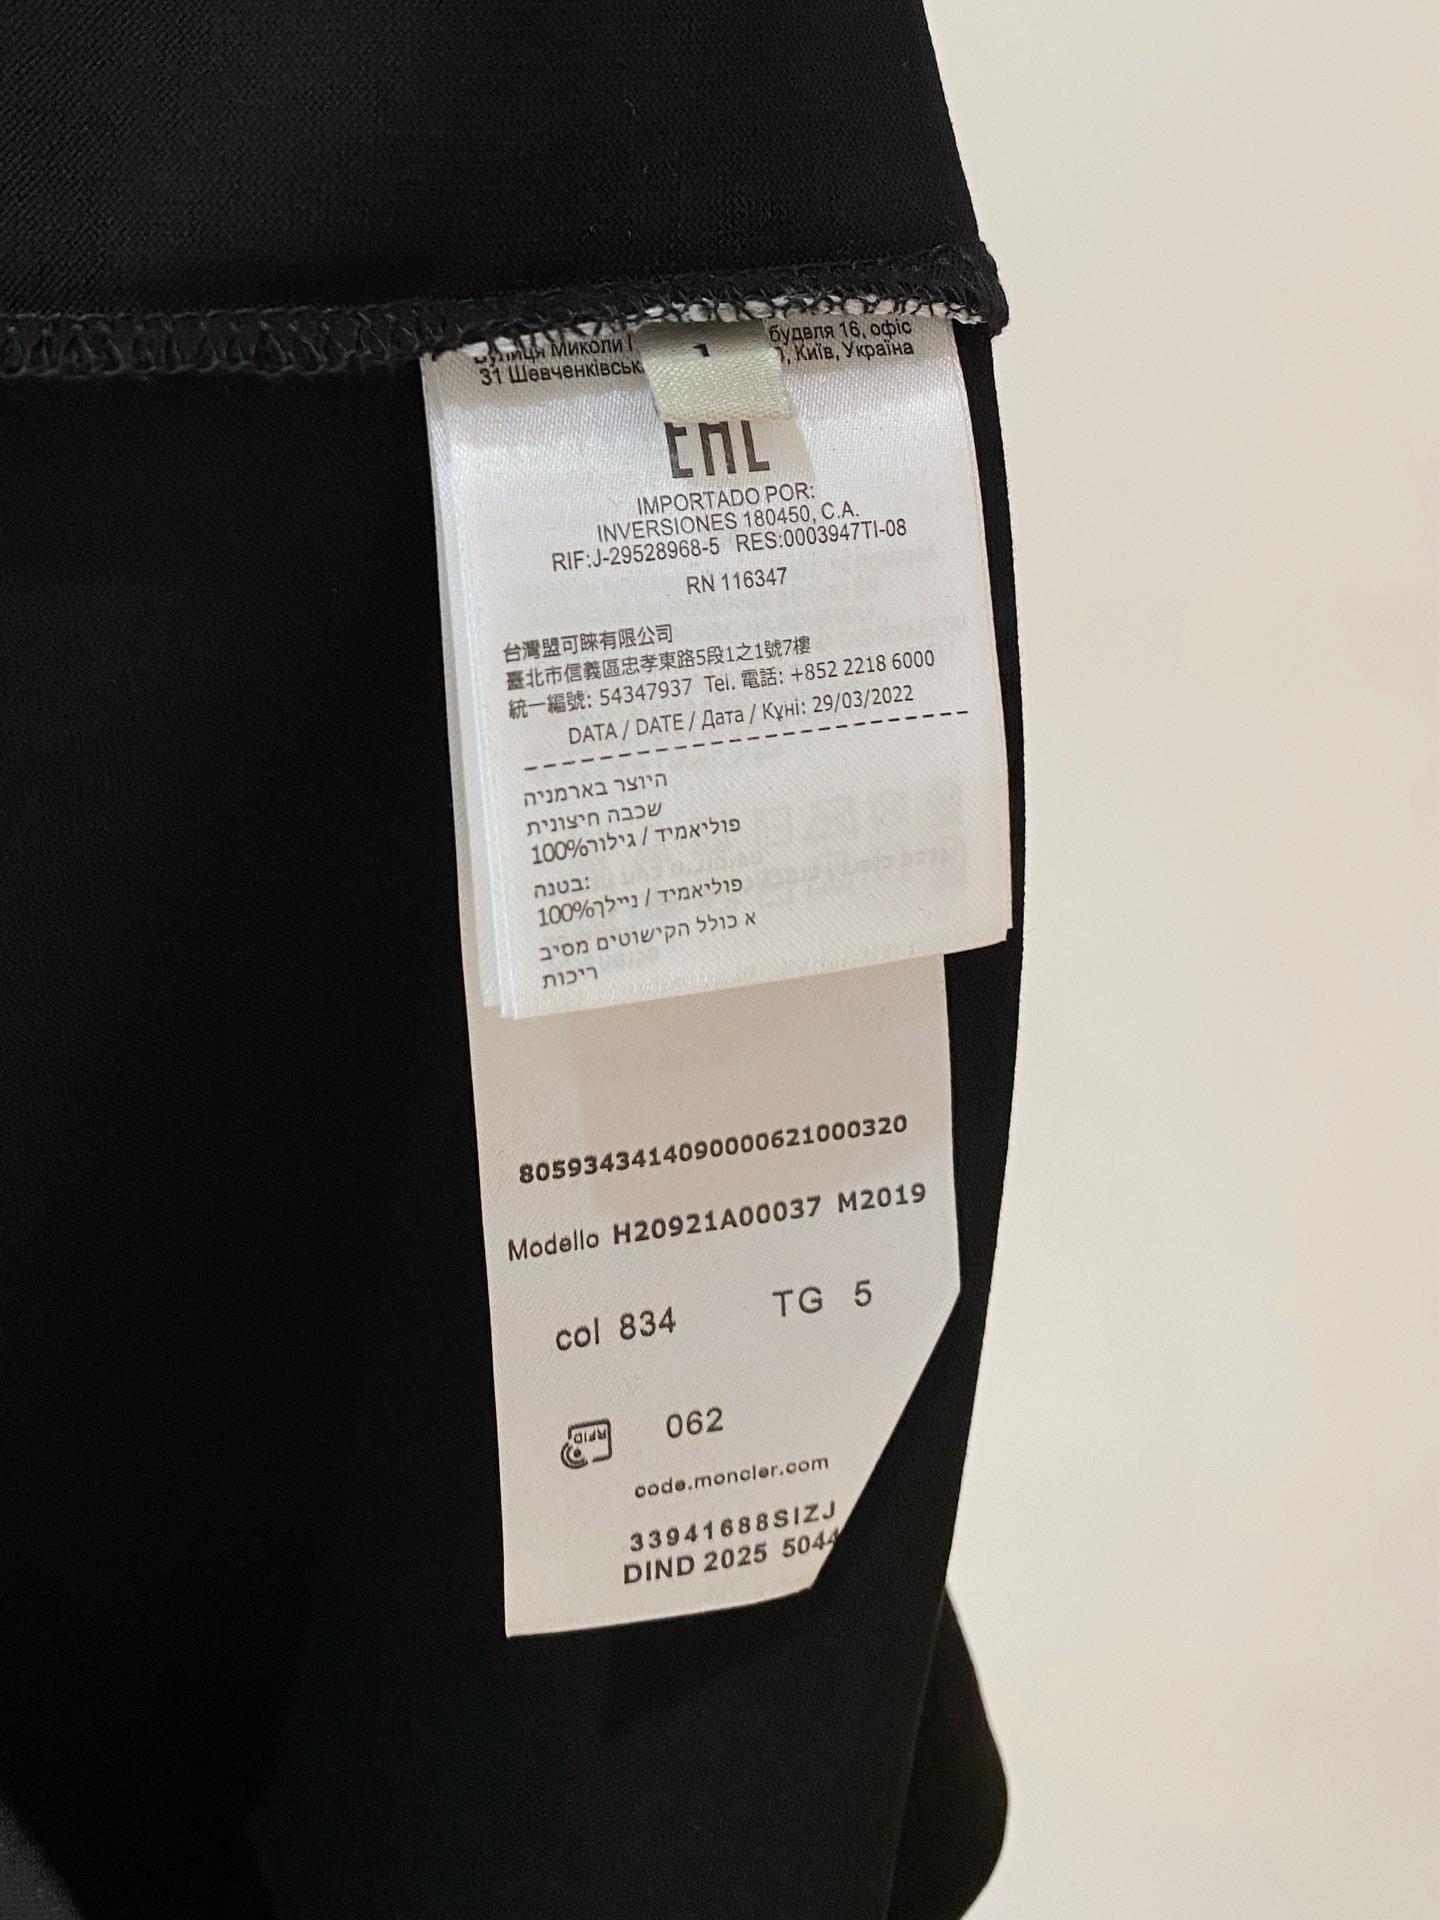 Вулиця Миколи Г будвля 16, офіс
31 Шевченківськ 0, Київ, Україна
1
EAC
IMPORTADO POR:
INVERSIONES 180450, C.A.
RIF:J-29528968-5 RES:0003947TI-08
RN 116347
台灣盟可睞有限公司
臺北市信義區忠孝東路5段1之1號7樓
統一編號: 54347937 Tel. 電話: +852 2218 6000
DATA / DATE / Дата / Күні: 29/03/2022
היוצר בארמניה
שכבה חיצונית
100%פוליאמיד / גילור
בטנה:
100%פוליאמיד / ניילך
א כולל הקישוטים מסיב
ריכות
8059343414090000621000320
Modello H20921A00037 M2019
col 834 TG 5
RFID 062
code.moncler.com
33941688SIZJ
DIND 2025 5044